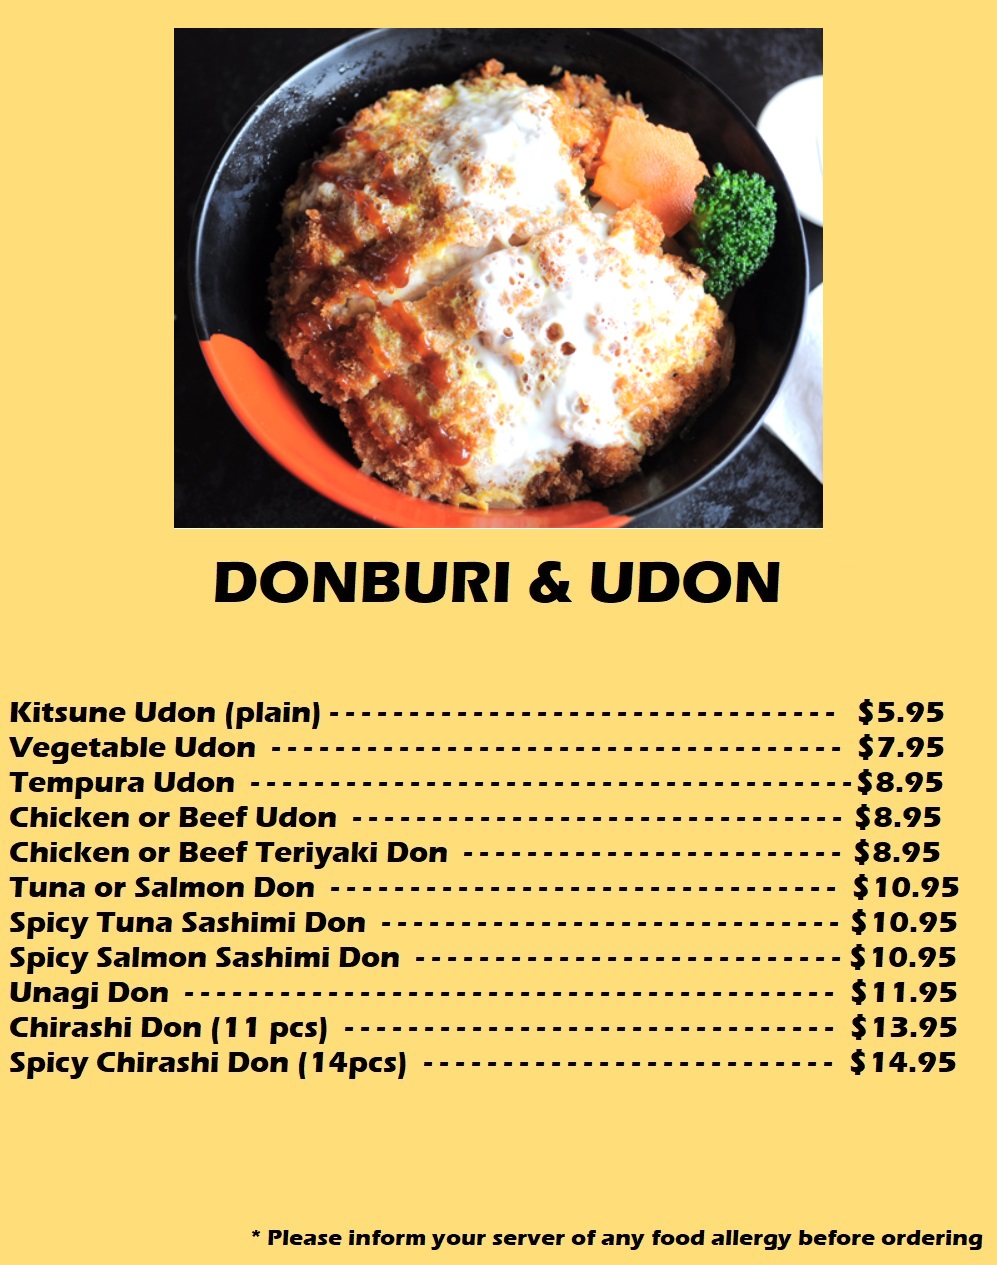 DONBURI & UDON
Kitsune Udon (plain) - - - - - - - - - - - - - - - - - - - - - - - - - - - - - - - - $5.95
Vegetable Udon - - - - - - - - - - - - - - - - - - - - - - - - - - - - - - - - - - - - $7.95
Tempura Udon - - - - - - - - - - - - - - - - - - - - - - - - - - - - - - - - - - - - - -$8.95
Chicken or Beef Udon - - - - - - - - - - - - - - - - - - - - - - - - - - - - - - - $8.95
Chicken or Beef Teriyaki Don - - - - - - - - - - - - - - - - - - - - - - - - $8.95
Tuna or Salmon Don - - - - - - - - - - - - - - - - - - - - - - - - - - - - - - - - $10.95
Spicy Tuna Sashimi Don - - - - - - - - - - - - - - - - - - - - - - - - - - - - - $10.95
Spicy Salmon Sashimi Don - - - - - - - - - - - - - - - - - - - - - - - - - - - $10.95
Unagi Don - - - - - - - - - - - - - - - - - - - - - - - - - - - - - - - - - - - - - - - - - $11.95
Chirashi Don (11 pcs) - - - - - - - - - - - - - - - - - - - - - - - - - - - - - - - $13.95
Spicy Chirashi Don (14pcs) - - - - - - - - - - - - - - - - - - - - - - - - - - $14.95
* Please inform your server of any food allergy before ordering